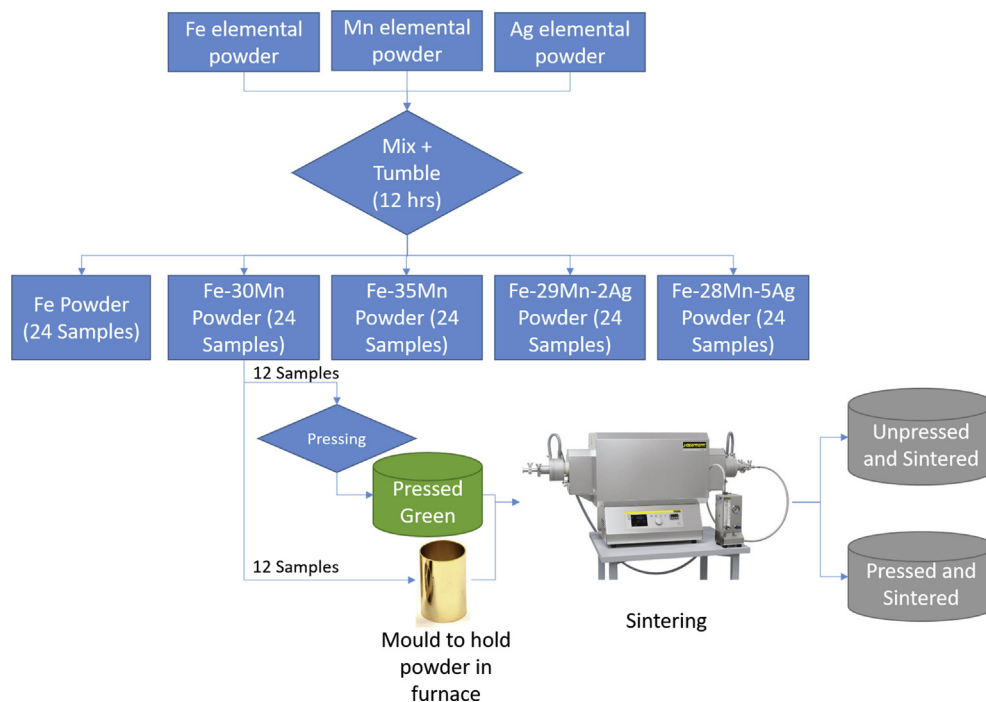 Fe elemental
powder
Mn elemental
powder
Ag elemental
powder
Mix +
Tumble
(12 hrs)
Fe Powder
(24 Samples)
Fe-30Mn
Powder (24
Samples)
Fe-35Mn
Powder (24
Samples)
Fe-29Mn-2Ag
Powder (24
Samples)
Fe-28Mn-5Ag
Powder (24
Samples)
12 Samples
Pressing
Pressed
Green
12 Samples
Mould to hold
powder in
furnace
Sintering
Unpressed
and Sintered
Pressed and
Sintered